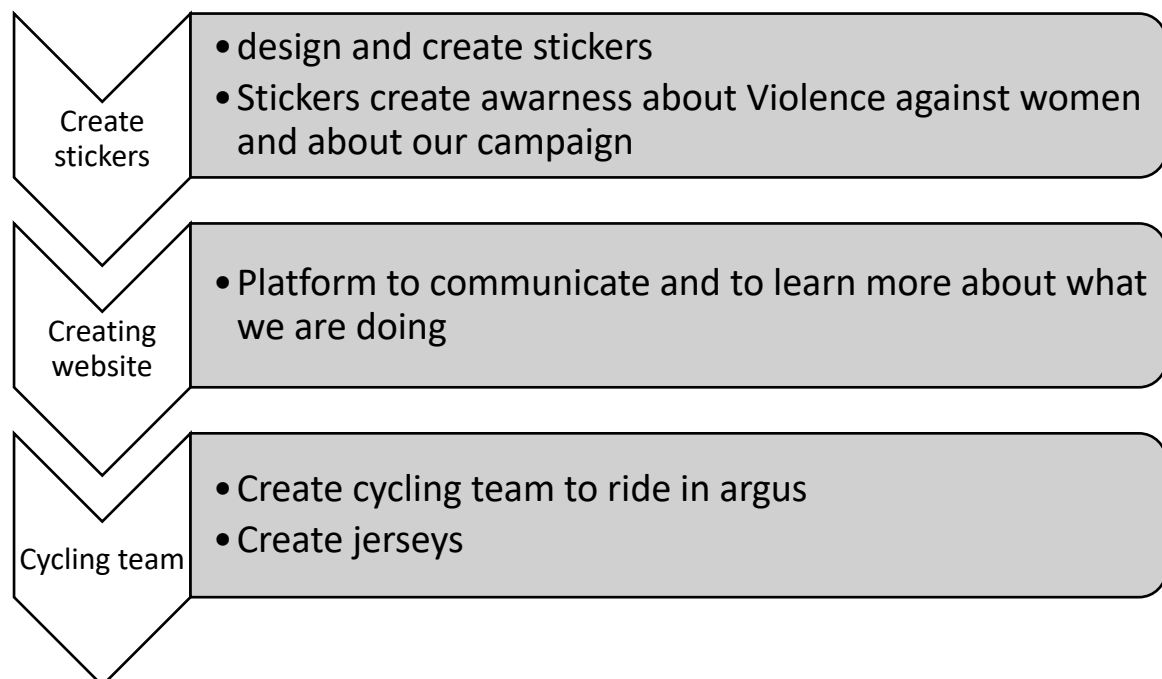 Create
stickers
• design and create stickers
• Stickers create awarness about Violence against women
and about our campaign
Creating
website
• Platform to communicate and to learn more about what
we are doing
Cycling team
• Create cycling team to ride in argus
• Create jerseys